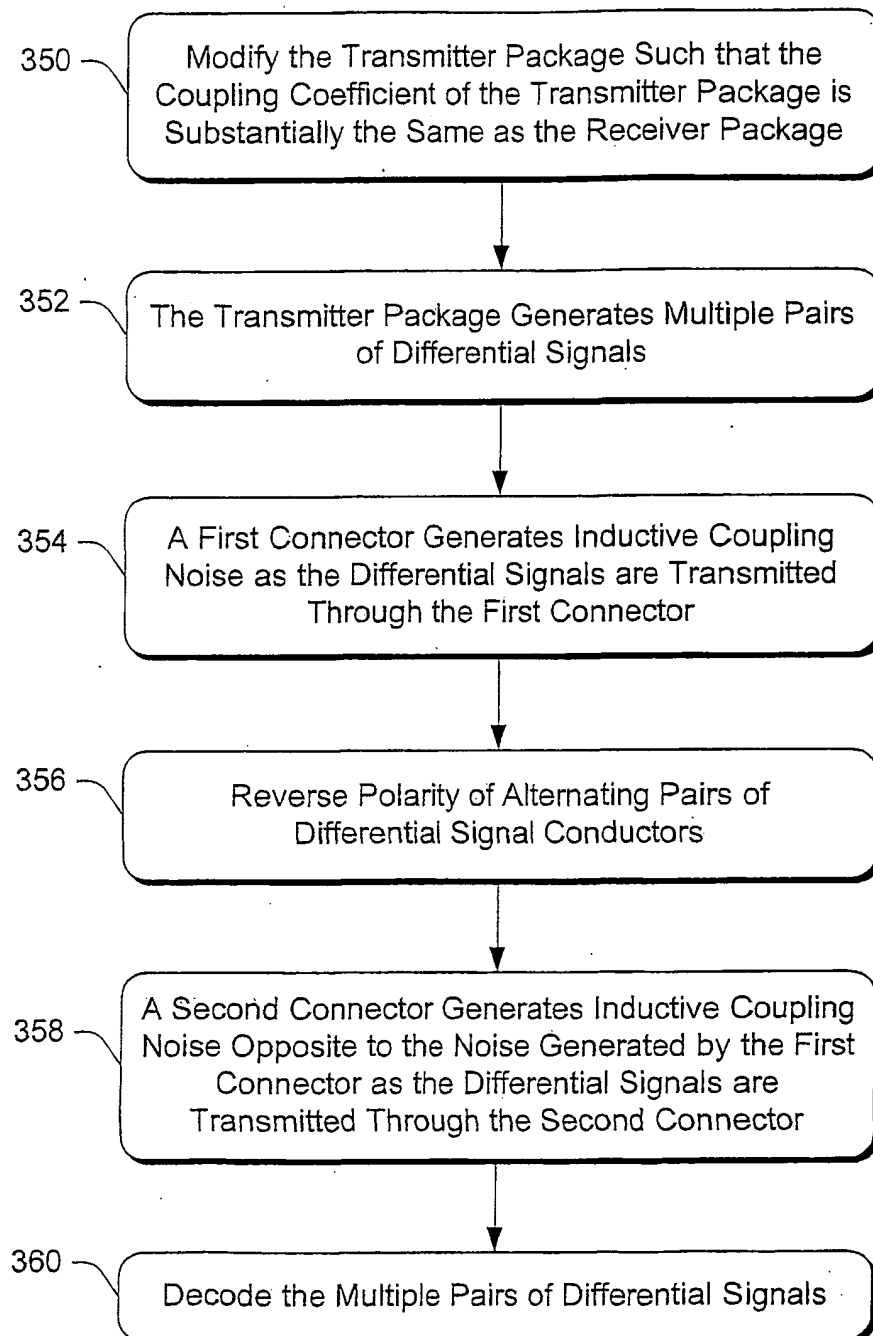 350
Modify the Transmitter Package Such that the
Coupling Coefficient of the Transmitter Package is
Substantially the Same as the Receiver Package
352
The Transmitter Package Generates Multiple Pairs
of Differential Signals
354
A First Connector Generates Inductive Coupling
Noise as the Differential Signals are Transmitted
Through the First Connector
356
Reverse Polarity of Alternating Pairs of
Differential Signal Conductors
358
A Second Connector Generates Inductive Coupling
Noise Opposite to the Noise Generated by the First
Connector as the Differential Signals are
Transmitted Through the Second Connector
360
Decode the Multiple Pairs of Differential Signals